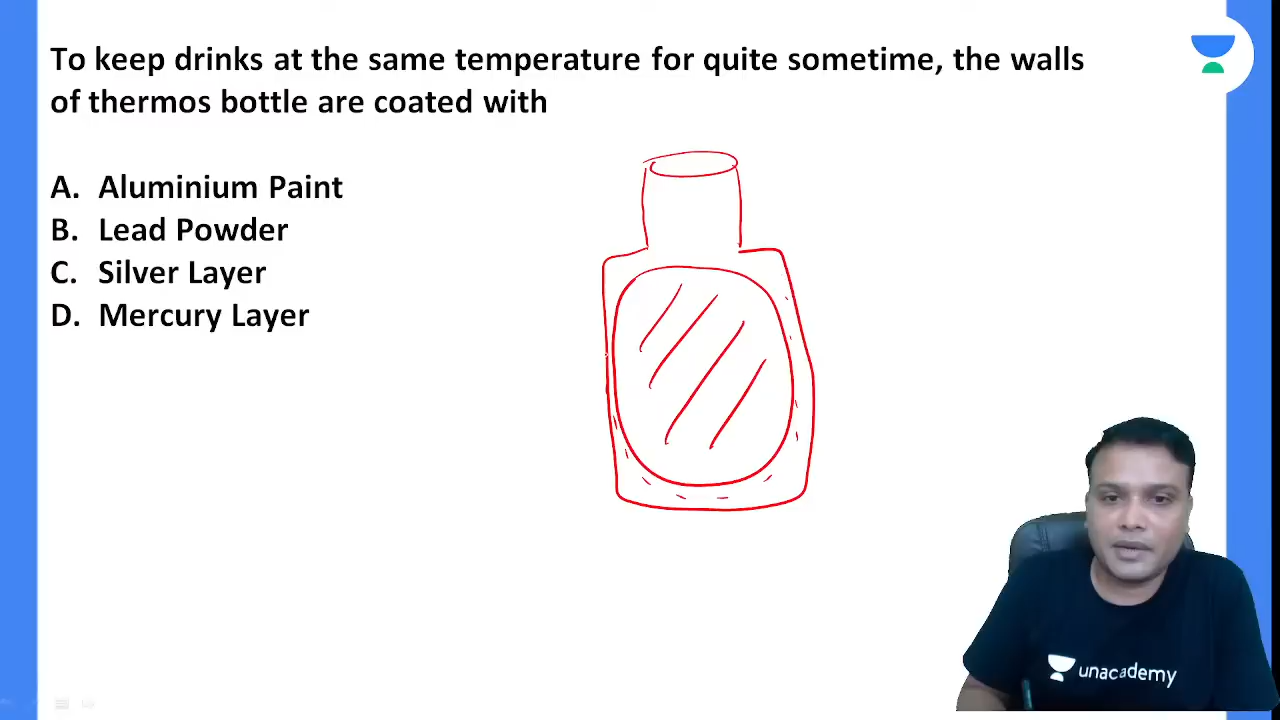 To keep drinks at the same temperature for quite sometime, the walls
of thermos bottle are coated with
A. Aluminium Paint
B. Lead Powder
C. Silver Layer
D. Mercury Layer
unacademy